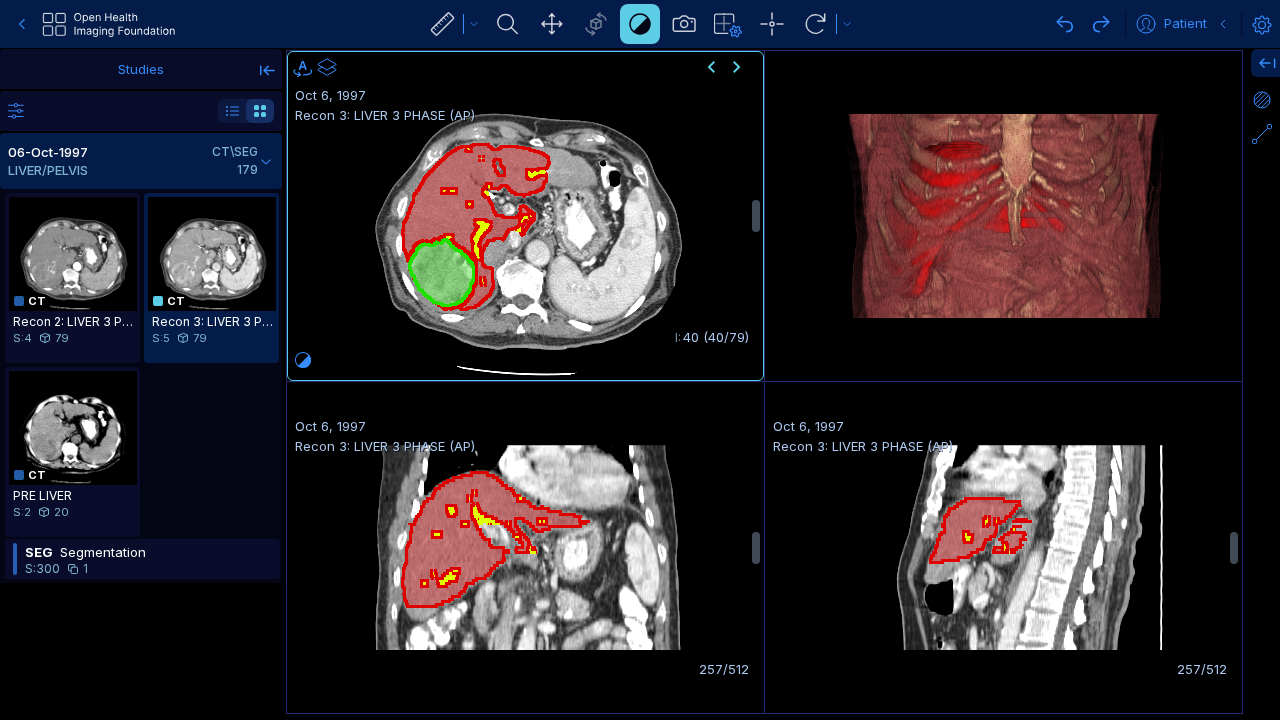 Open Health
Imaging Foundation
Patient
Studies
06-Oct-1997
CT\SEG
LIVER/PELVIS
179
CT
CT
Recon 2: LIVER 3 P...
Recon 3: LIVER 3 P...
S:4 79
S:5 79
CT
PRE LIVER
S:2 20
SEG Segmentation
S:300 1
A
Oct 6, 1997
Recon 3: LIVER 3 PHASE (AP)
I: 40 (40/79)
Oct 6, 1997
Recon 3: LIVER 3 PHASE (AP)
257/512
Oct 6, 1997
Recon 3: LIVER 3 PHASE (AP)
257/512